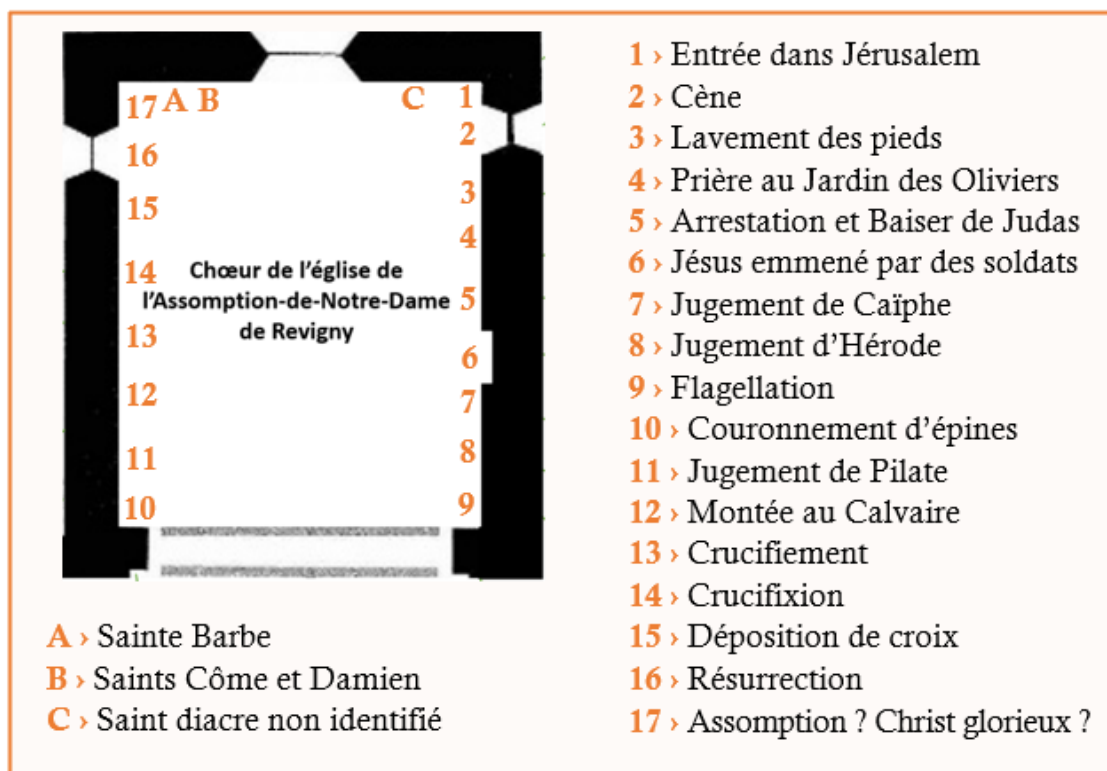 17 A B C 1
2
16
3
15
4
14
Chœur de l'église de
l'Assomption-de-Notre-Dame
de Revigny
5
13
6
12
7
11
8
10
9
A › Sainte Barbe
B › Saints Côme et Damien
C › Saint diacre non identifié
1 › Entrée dans Jérusalem
2 › Cène
3 › Lavement des pieds
4 › Prière au Jardin des Oliviers
5 › Arrestation et Baiser de Judas
6 › Jésus emmené par des soldats
7 › Jugement de Caïphe
8 › Jugement d'Hérode
9 › Flagellation
10 › Couronnement d'épines
11 › Jugement de Pilate
12 › Montée au Calvaire
13 › Crucifiement
14 › Crucifixion
15 › Déposition de croix
16 › Résurrection
17 › Assomption ? Christ glorieux ?